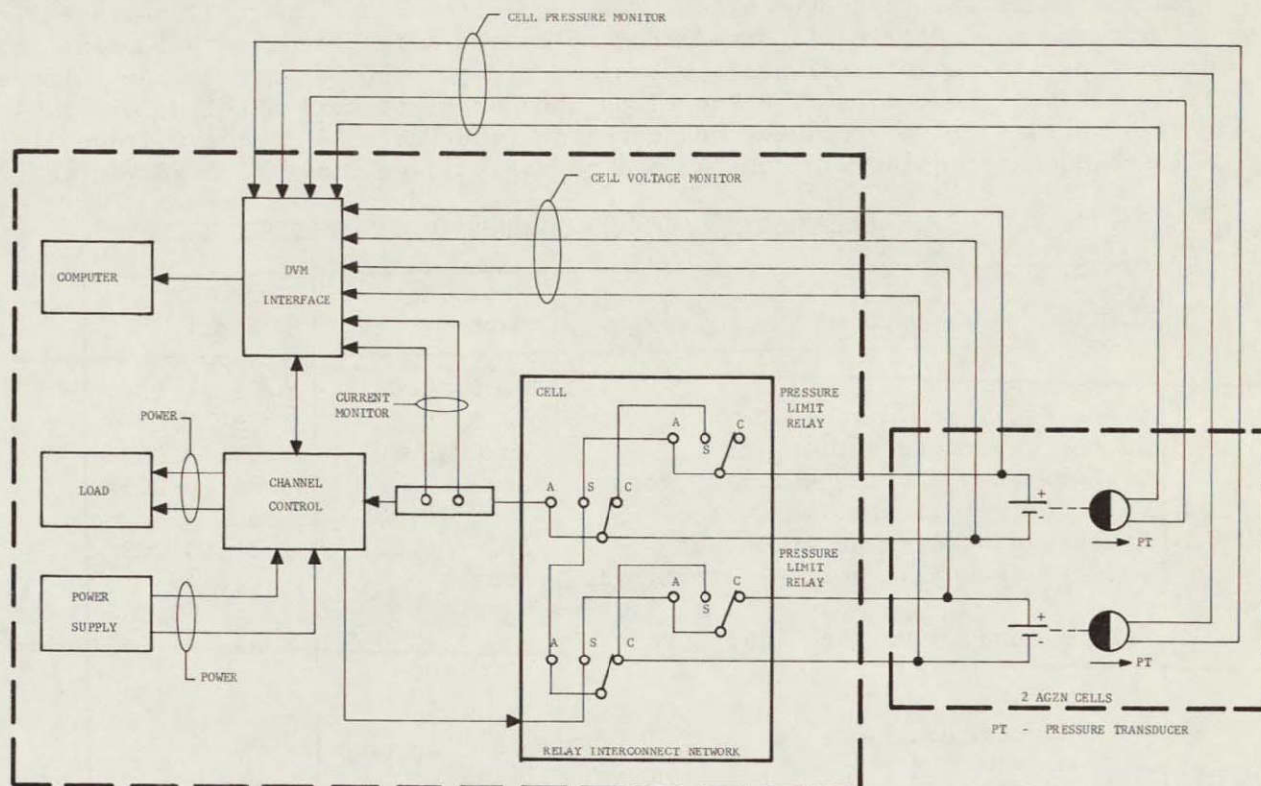 CELL PRESSURE MONITOR
CELL VOLTAGE MONITOR
COMPUTER
DVM
INTERFACE
CURRENT
MONITOR
POWER
LOAD
CHANNEL
CONTROL
POWER
SUPPLY
POWER
CELL
PRESSURE
LIMIT
RELAY
A
S
C
A
S
C
PRESSURE
LIMIT
RELAY
A
S
C
A
S
C
RELAY INTERCONNECT NETWORK
+
-
PT
+
-
PT
2 AGZN CELLS
PT - PRESSURE TRANSDUCER